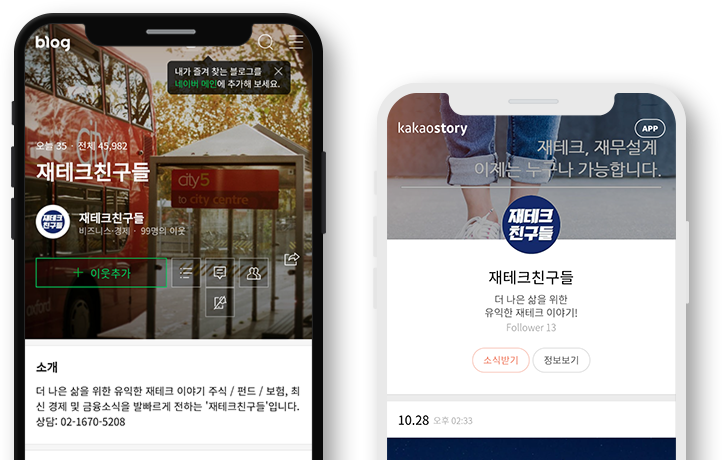 blog
내가 즐겨 찾는 블로그를
네이버 메인에 추가해 보세요.
오늘 35 · 전체 45,982
재테크친구들
city5
to city centre
oxford
재테크
친구들
재테크친구들
비즈니스·경제 · 99명의 이웃
+ 이웃추가
소개
더 나은 삶을 위한 유익한 재테크 이야기 주식 / 펀드 / 보험, 최
신 경제 및 금융소식을 발빠르게 전하는 '재테크친구들'입니다.
상담: 02-1670-5208
kakaostory
APP
재테크, 재무설계
이제는 누구나 가능합니다.
재테크
친구들
재테크친구들
더 나은 삶을 위한
유익한 재테크 이야기!
Follower 13
소식받기
정보보기
10.28 오후 02:33